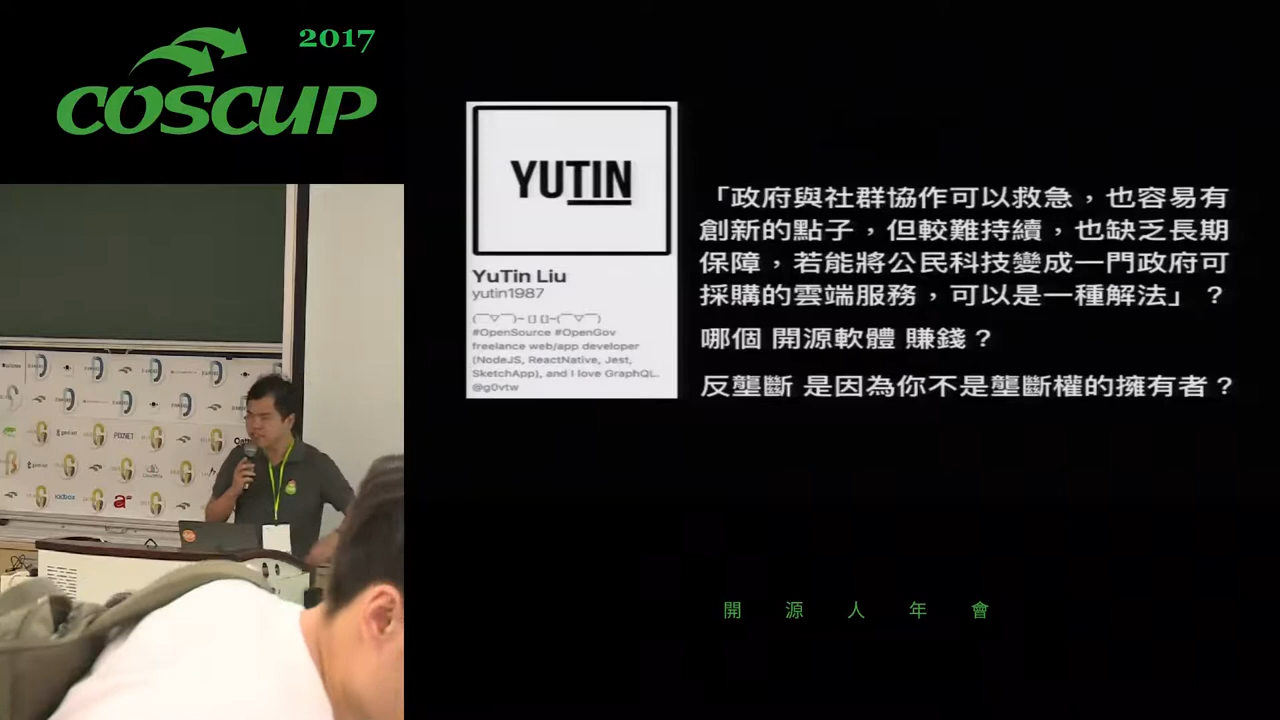 2017
COSCUP
YUTIN
YuTin Liu
yutin1987
(￣▽￣)~ () ()~(￣▽￣)
#OpenSource #OpenGov
freelance web/app developer
(NodeJS, ReactNative, Jest,
SketchApp), and I love GraphQL.
@g0vtw
「政府與社群協作可以救急，也容易有
創新的點子，但較難持續，也缺乏長期
保障，若能將公民科技變成一門政府可
採購的雲端服務，可以是一種解法」？
哪個 開源軟體 賺錢？
反壟斷 是因為你不是壟斷權的擁有者？
PIXNET
KKBOX
開源人年會